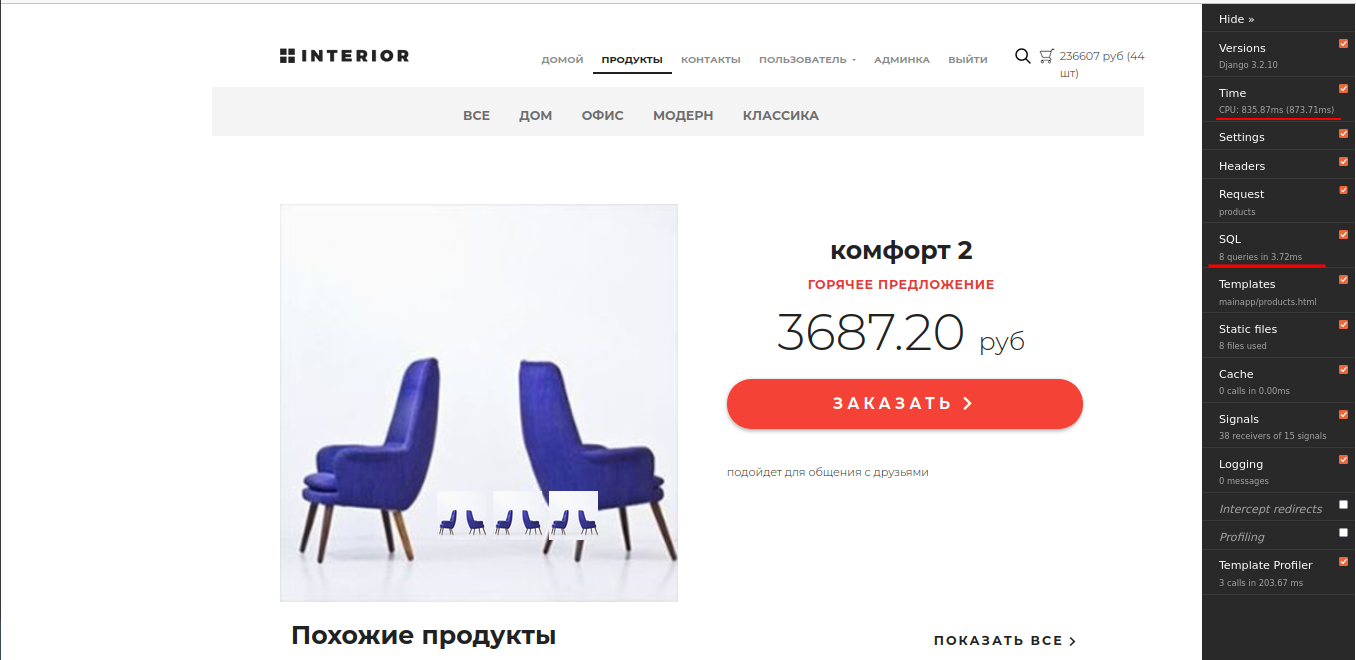 INTERIOR
ДОМОЙ ПРОДУКТЫ КОНТАКТЫ ПОЛЬЗОВАТЕЛЬ АДМИНКА ВЫЙТИ
236607 руб (44
шт)
ВСЕ ДОМ ОФИС МОДЕРН КЛАССИКА
комфорт 2
ГОРЯЧЕЕ ПРЕДЛОЖЕНИЕ
3687.20 руб
ЗАКАЗАТЬ
подойдет для общения с друзьями
Похожие продукты
ПОКАЗАТЬ ВСЕ
Hide »
Versions
Django 3.2.10
Time
CPU: 835.87ms (873.71ms)
Settings
Headers
Request
products
SQL
8 queries in 3.72ms
Templates
mainapp/products.html
Static files
8 files used
Cache
0 calls in 0.00ms
Signals
38 receivers of 15 signals
Logging
0 messages
Intercept redirects
Profiling
Template Profiler
3 calls in 203.67 ms